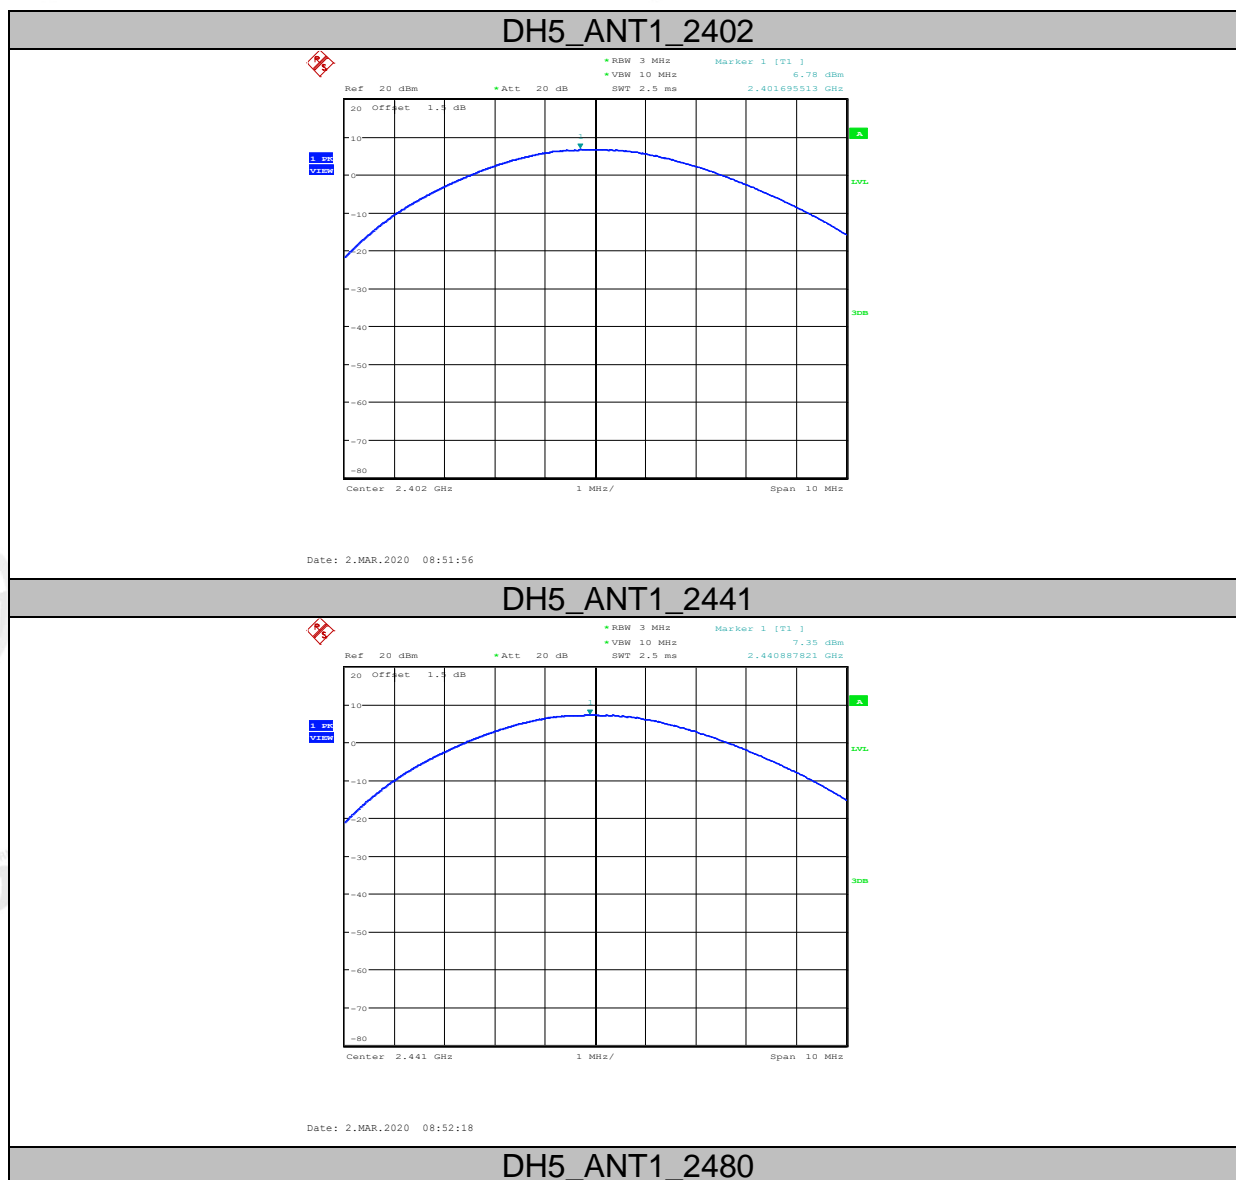 DH5_ANT1_2402
R S
*RBW 3 MHz Marker 1 [T1 ]
*VBW 10 MHz 6.78 dBm
Ref 20 dBm *Att 20 dB SWT 2.5 ms 2.401695513 GHz
20 Offset 1.5 dB
A
10
1
1 PK
VIEW
0
LVL
-10
-20
-30
3DB
-40
-50
-60
-70
-80
Center 2.402 GHz 1 MHz/ Span 10 MHz
Date: 2.MAR.2020 08:51:56
DH5_ANT1_2441
R S
*RBW 3 MHz Marker 1 [T1 ]
*VBW 10 MHz 7.35 dBm
Ref 20 dBm *Att 20 dB SWT 2.5 ms 2.440887821 GHz
20 Offset 1.5 dB
A
10
1
1 PK
VIEW
0
LVL
-10
-20
-30
3DB
-40
-50
-60
-70
-80
Center 2.441 GHz 1 MHz/ Span 10 MHz
Date: 2.MAR.2020 08:52:18
DH5_ANT1_2480